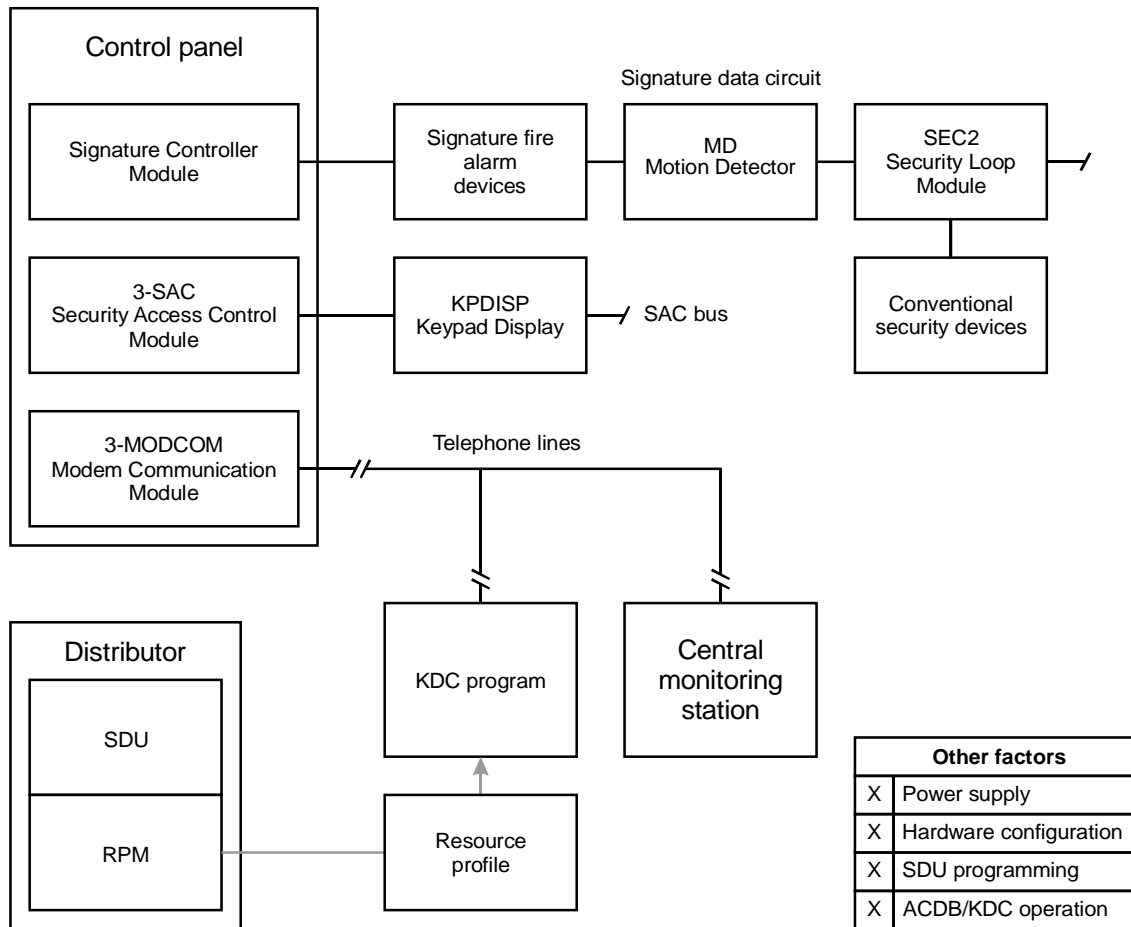 Control panel
Signature data circuit
Signature Controller
Module
Signature fire
alarm
devices
MD
Motion Detector
SEC2
Security Loop
Module
3-SAC
Security Access Control
Module
KPDISP
Keypad Display
SAC bus
Conventional
security devices
3-MODCOM
Modem Communication
Module
Telephone lines
Distributor
SDU
RPM
KDC program
Central
monitoring
station
Resource
profile
Other factors
X Power supply
X Hardware configuration
X SDU programming
X ACDB/KDC operation